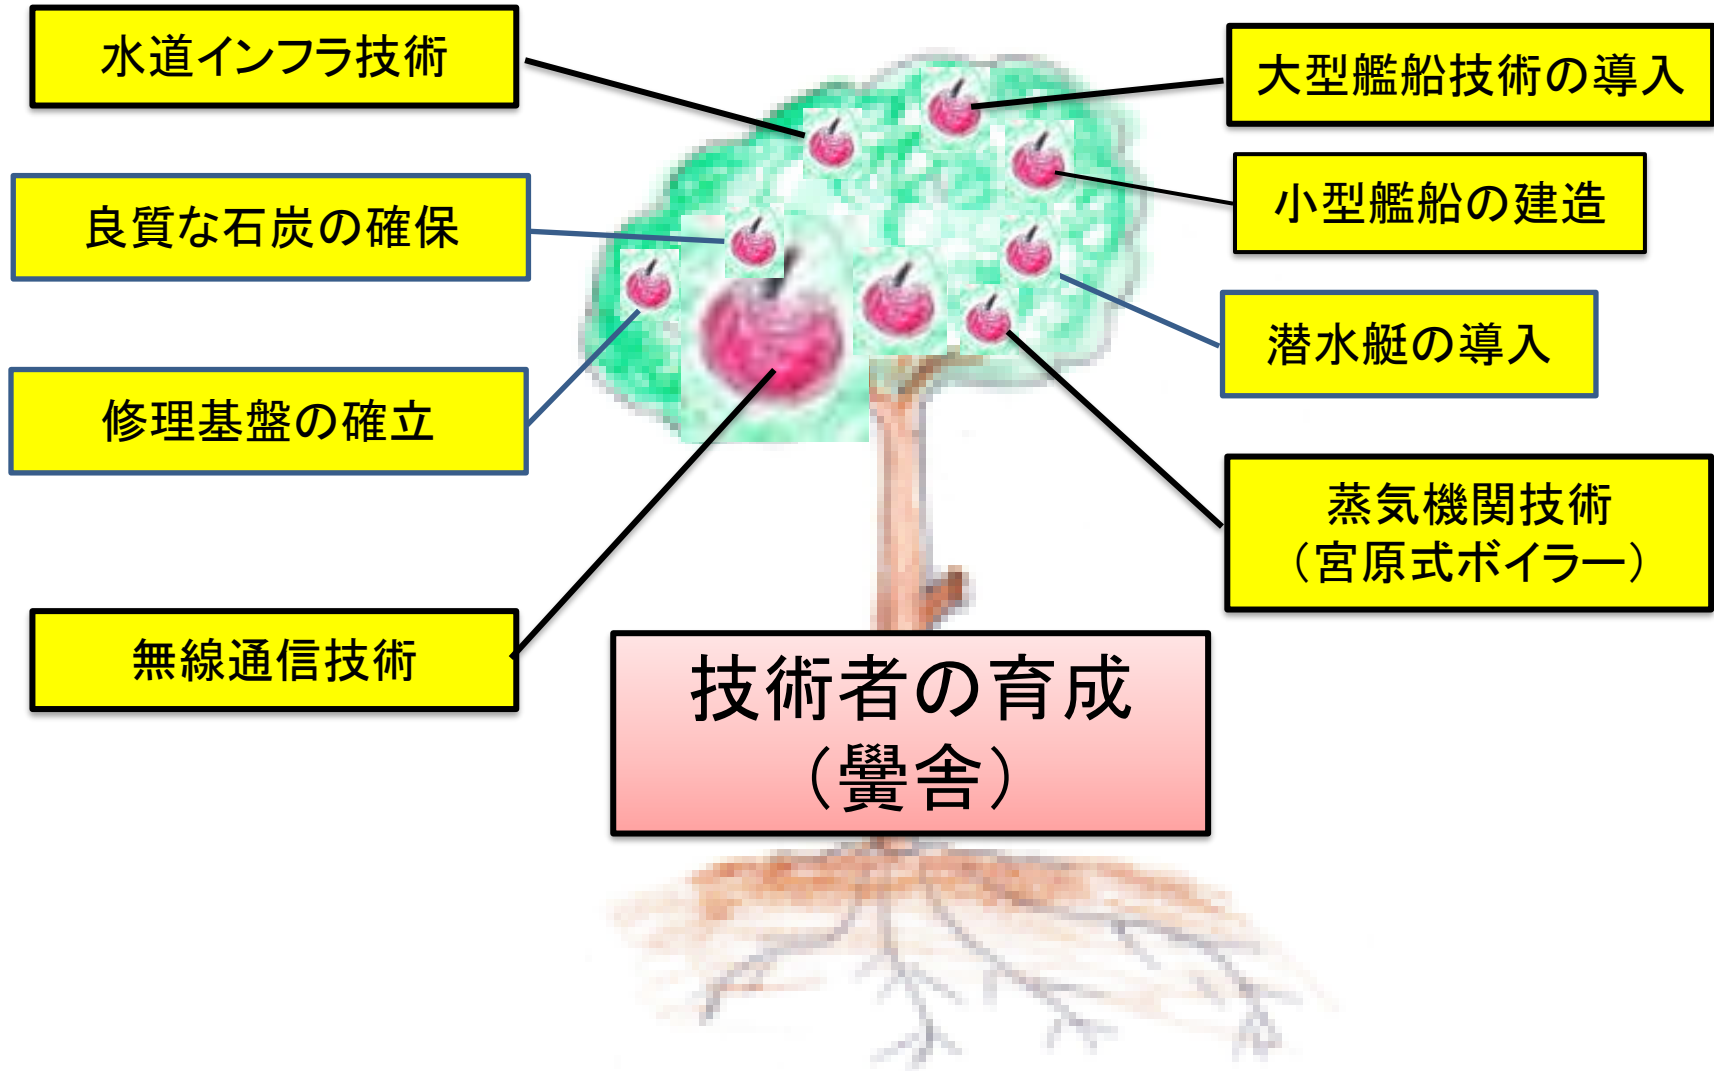 水道インフラ技術
良質な石炭の確保
修理基盤の確立
無線通信技術
大型艦船技術の導入
小型艦船の建造
潜水艇の導入
蒸気機関技術
（宮原式ボイラー）
技術者の育成
（黌舎）